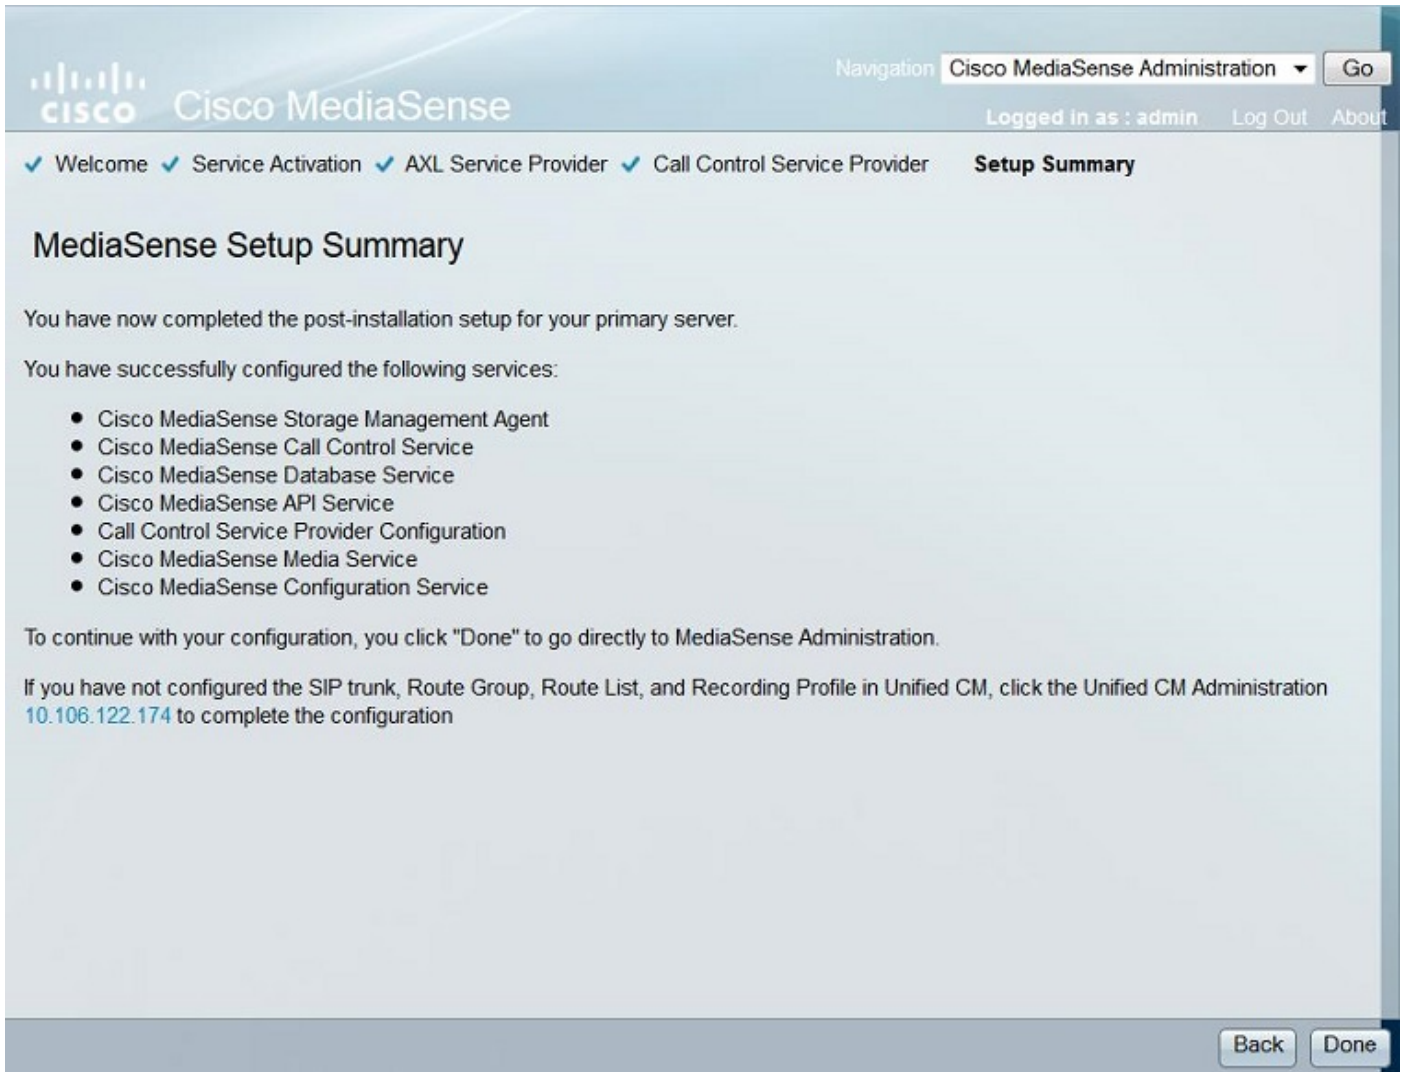 Navigation Cisco MediaSense Administration Go
CISCO Cisco MediaSense
Logged in as : admin Log Out About
Welcome Service Activation AXL Service Provider Call Control Service Provider Setup Summary
MediaSense Setup Summary
You have now completed the post-installation setup for your primary server.
You have successfully configured the following services:
Cisco MediaSense Storage Management Agent
Cisco MediaSense Call Control Service
Cisco MediaSense Database Service
Cisco MediaSense API Service
Call Control Service Provider Configuration
Cisco MediaSense Media Service
Cisco MediaSense Configuration Service
To continue with your configuration, you click "Done" to go directly to MediaSense Administration.
If you have not configured the SIP trunk, Route Group, Route List, and Recording Profile in Unified CM, click the Unified CM Administration
10.106.122.174 to complete the configuration
Back Done